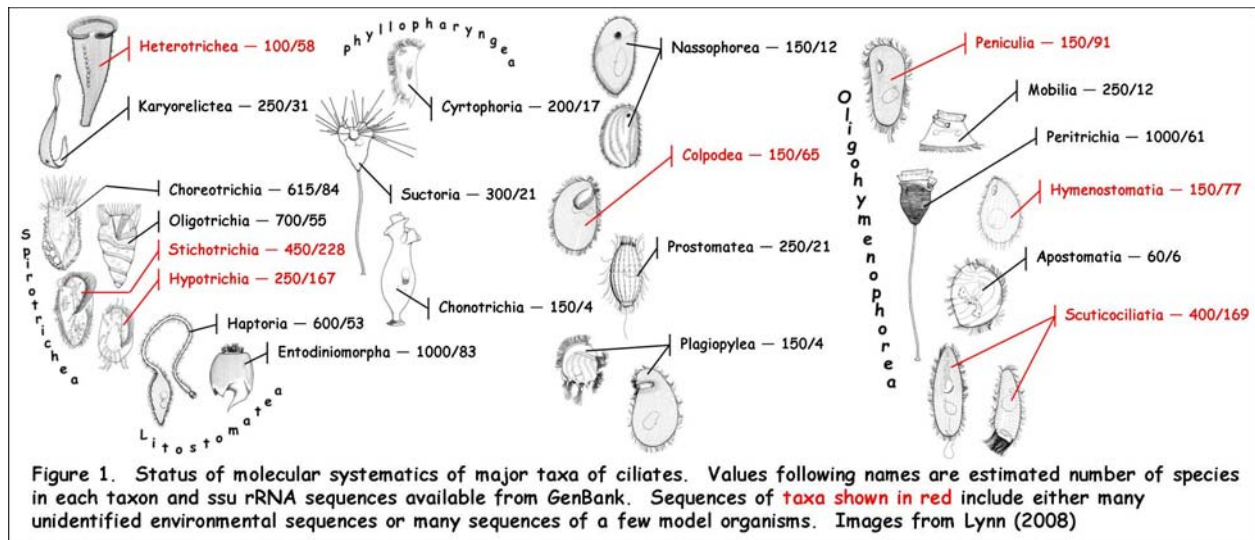 Heterotrichea — 100/58
Karyorelictea — 250/31
Choreotrichia — 615/84
Oligotrichia — 700/55
Stichotrichia — 450/228
Hypotrichia — 250/167
Spirotrichea
Haptoria — 600/53
Entodiniomorpha — 1000/83
Litostomatea
Phyllopharyngea
Cyrtophoria — 200/17
Suctoria — 300/21
Chonotrichia — 150/4
Nassophorea — 150/12
Colpodea — 150/65
Prostomatea — 250/21
Plagiopylea — 150/4
Oligohymenophorea
Peniculia — 150/91
Mobilia — 250/12
Peritrichia — 1000/61
Hymenostomatia — 150/77
Apostomatia — 60/6
Scuticociliatia — 400/169
Figure 1. Status of molecular systematics of major taxa of ciliates. Values following names are estimated number of species
in each taxon and ssu rRNA sequences available from GenBank. Sequences of taxa shown in red include either many
unidentified environmental sequences or many sequences of a few model organisms. Images from Lynn (2008)